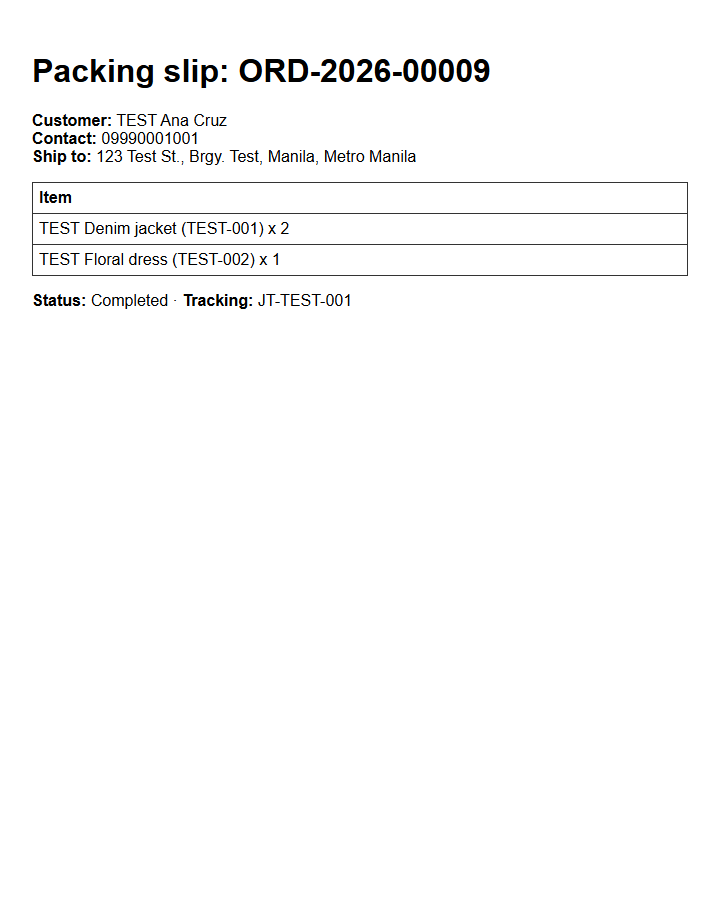 Packing slip: ORD-2026-00009
Customer: TEST Ana Cruz
Contact: 09990001001
Ship to: 123 Test St., Brgy. Test, Manila, Metro Manila
Item
TEST Denim jacket (TEST-001) x 2
TEST Floral dress (TEST-002) x 1
Status: Completed · Tracking: JT-TEST-001